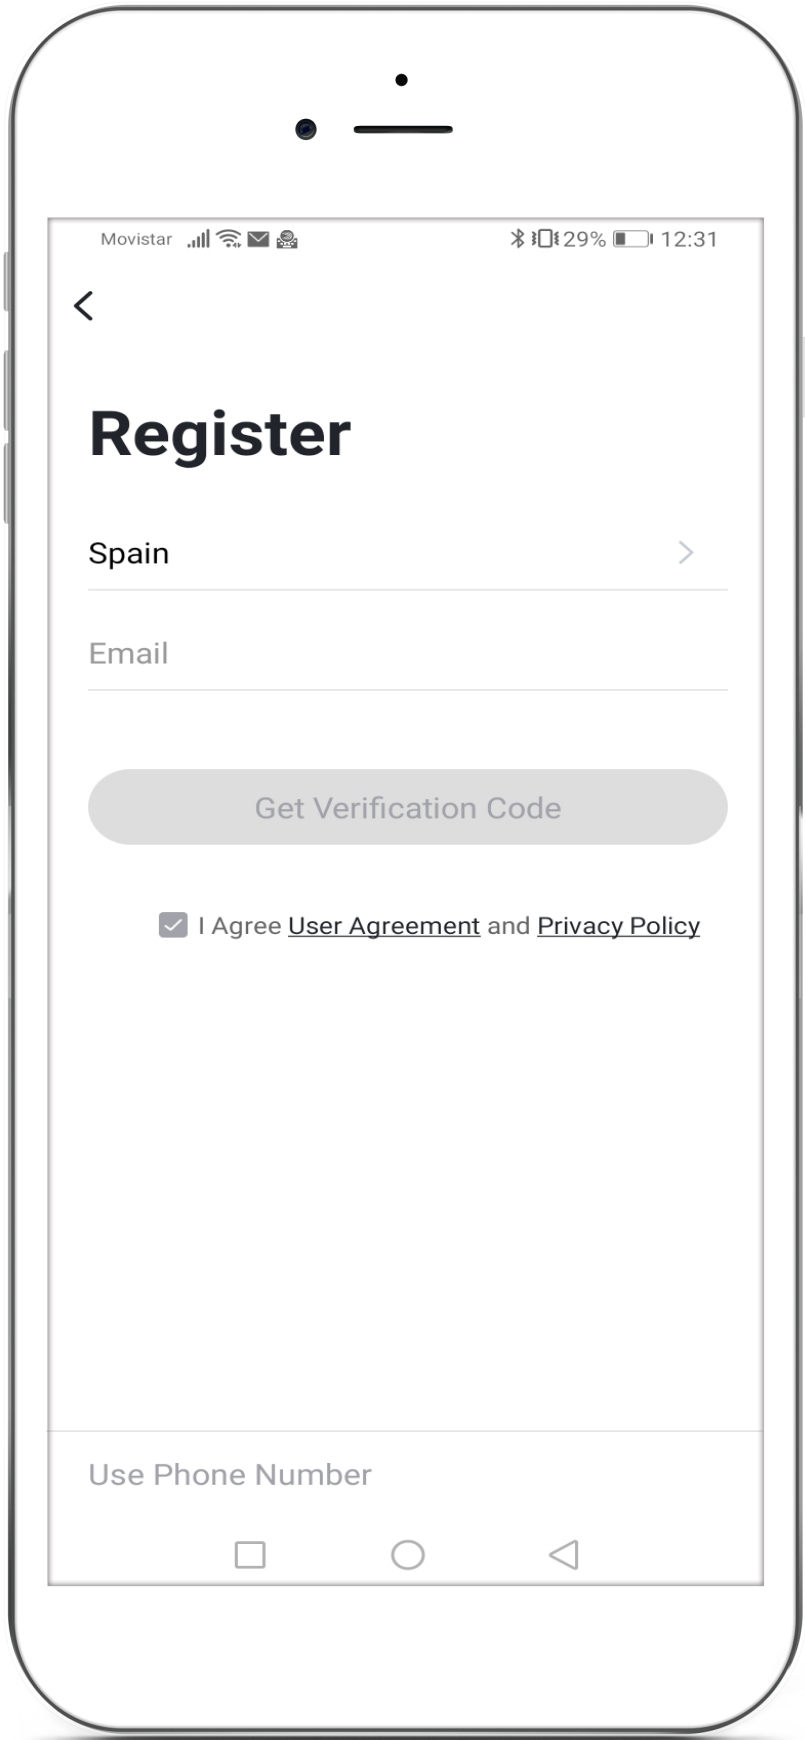 Movistar 29% 12:31
Register
Spain
Email
Get Verification Code
I Agree User Agreement and Privacy Policy
Use Phone Number